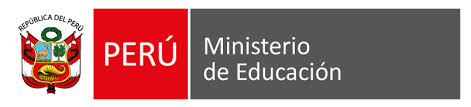 REPÚBLICA DEL PERÚ
PERÚ
Ministerio
de Educación